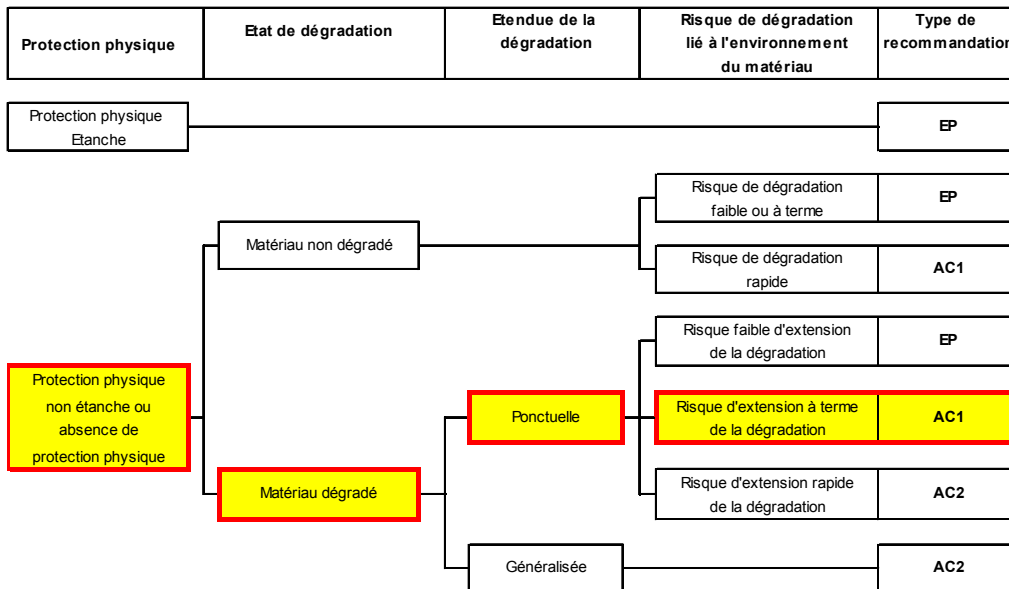 Protection physique
Etat de dégradation
Etendue de la
dégradation
Risque de dégradation
lié à l'environnement
du matériau
Type de
recommandation
Protection physique
Etanche
EP
Risque de dégradation
faible ou à terme
EP
Matériau non dégradé
Risque de dégradation
rapide
AC1
Risque faible d'extension
de la dégradation
EP
Protection physique
non étanche ou
absence de
protection physique
Ponctuelle
Risque d'extension à terme
de la dégradation
AC1
Matériau dégradé
Risque d'extension rapide
de la dégradation
AC2
Généralisée
AC2